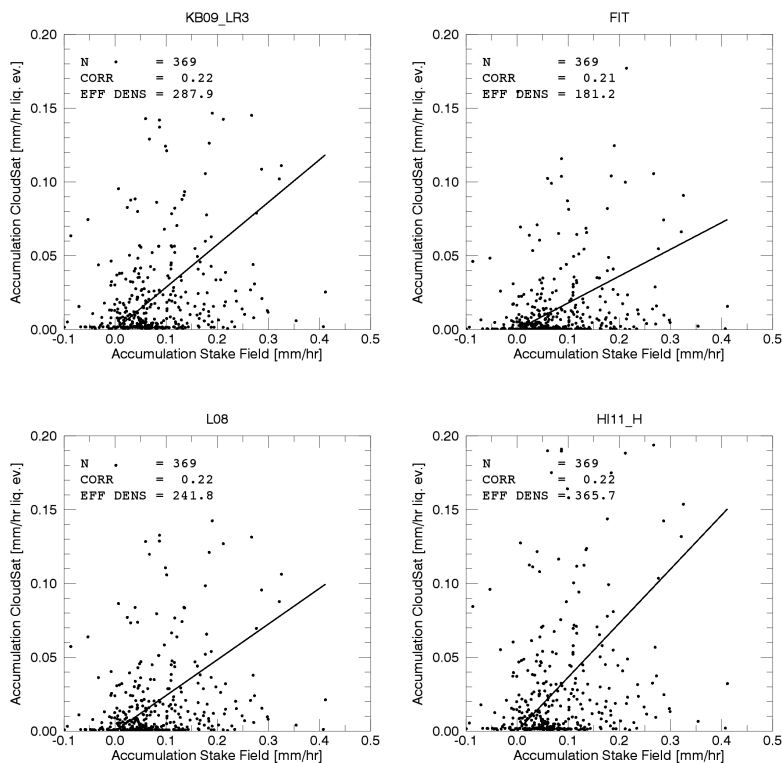 KB09_LR3
N = 369
CORR = 0.22
EFF DENS = 287.9
Accumulation CloudSat [mm/hr liq. ev.]
0.20
0.15
0.10
0.05
0.00
-0.1 0.0 0.1 0.2 0.3 0.4 0.5
Accumulation Stake Field [mm/hr]
FIT
N = 369
CORR = 0.21
EFF DENS = 181.2
Accumulation CloudSat [mm/hr liq. ev.]
0.20
0.15
0.10
0.05
0.00
-0.1 0.0 0.1 0.2 0.3 0.4 0.5
Accumulation Stake Field [mm/hr]
L08
N = 369
CORR = 0.22
EFF DENS = 241.8
Accumulation CloudSat [mm/hr liq. ev.]
0.20
0.15
0.10
0.05
0.00
-0.1 0.0 0.1 0.2 0.3 0.4 0.5
Accumulation Stake Field [mm/hr]
HI11_H
N = 369
CORR = 0.22
EFF DENS = 365.7
Accumulation CloudSat [mm/hr liq. ev.]
0.20
0.15
0.10
0.05
0.00
-0.1 0.0 0.1 0.2 0.3 0.4 0.5
Accumulation Stake Field [mm/hr]